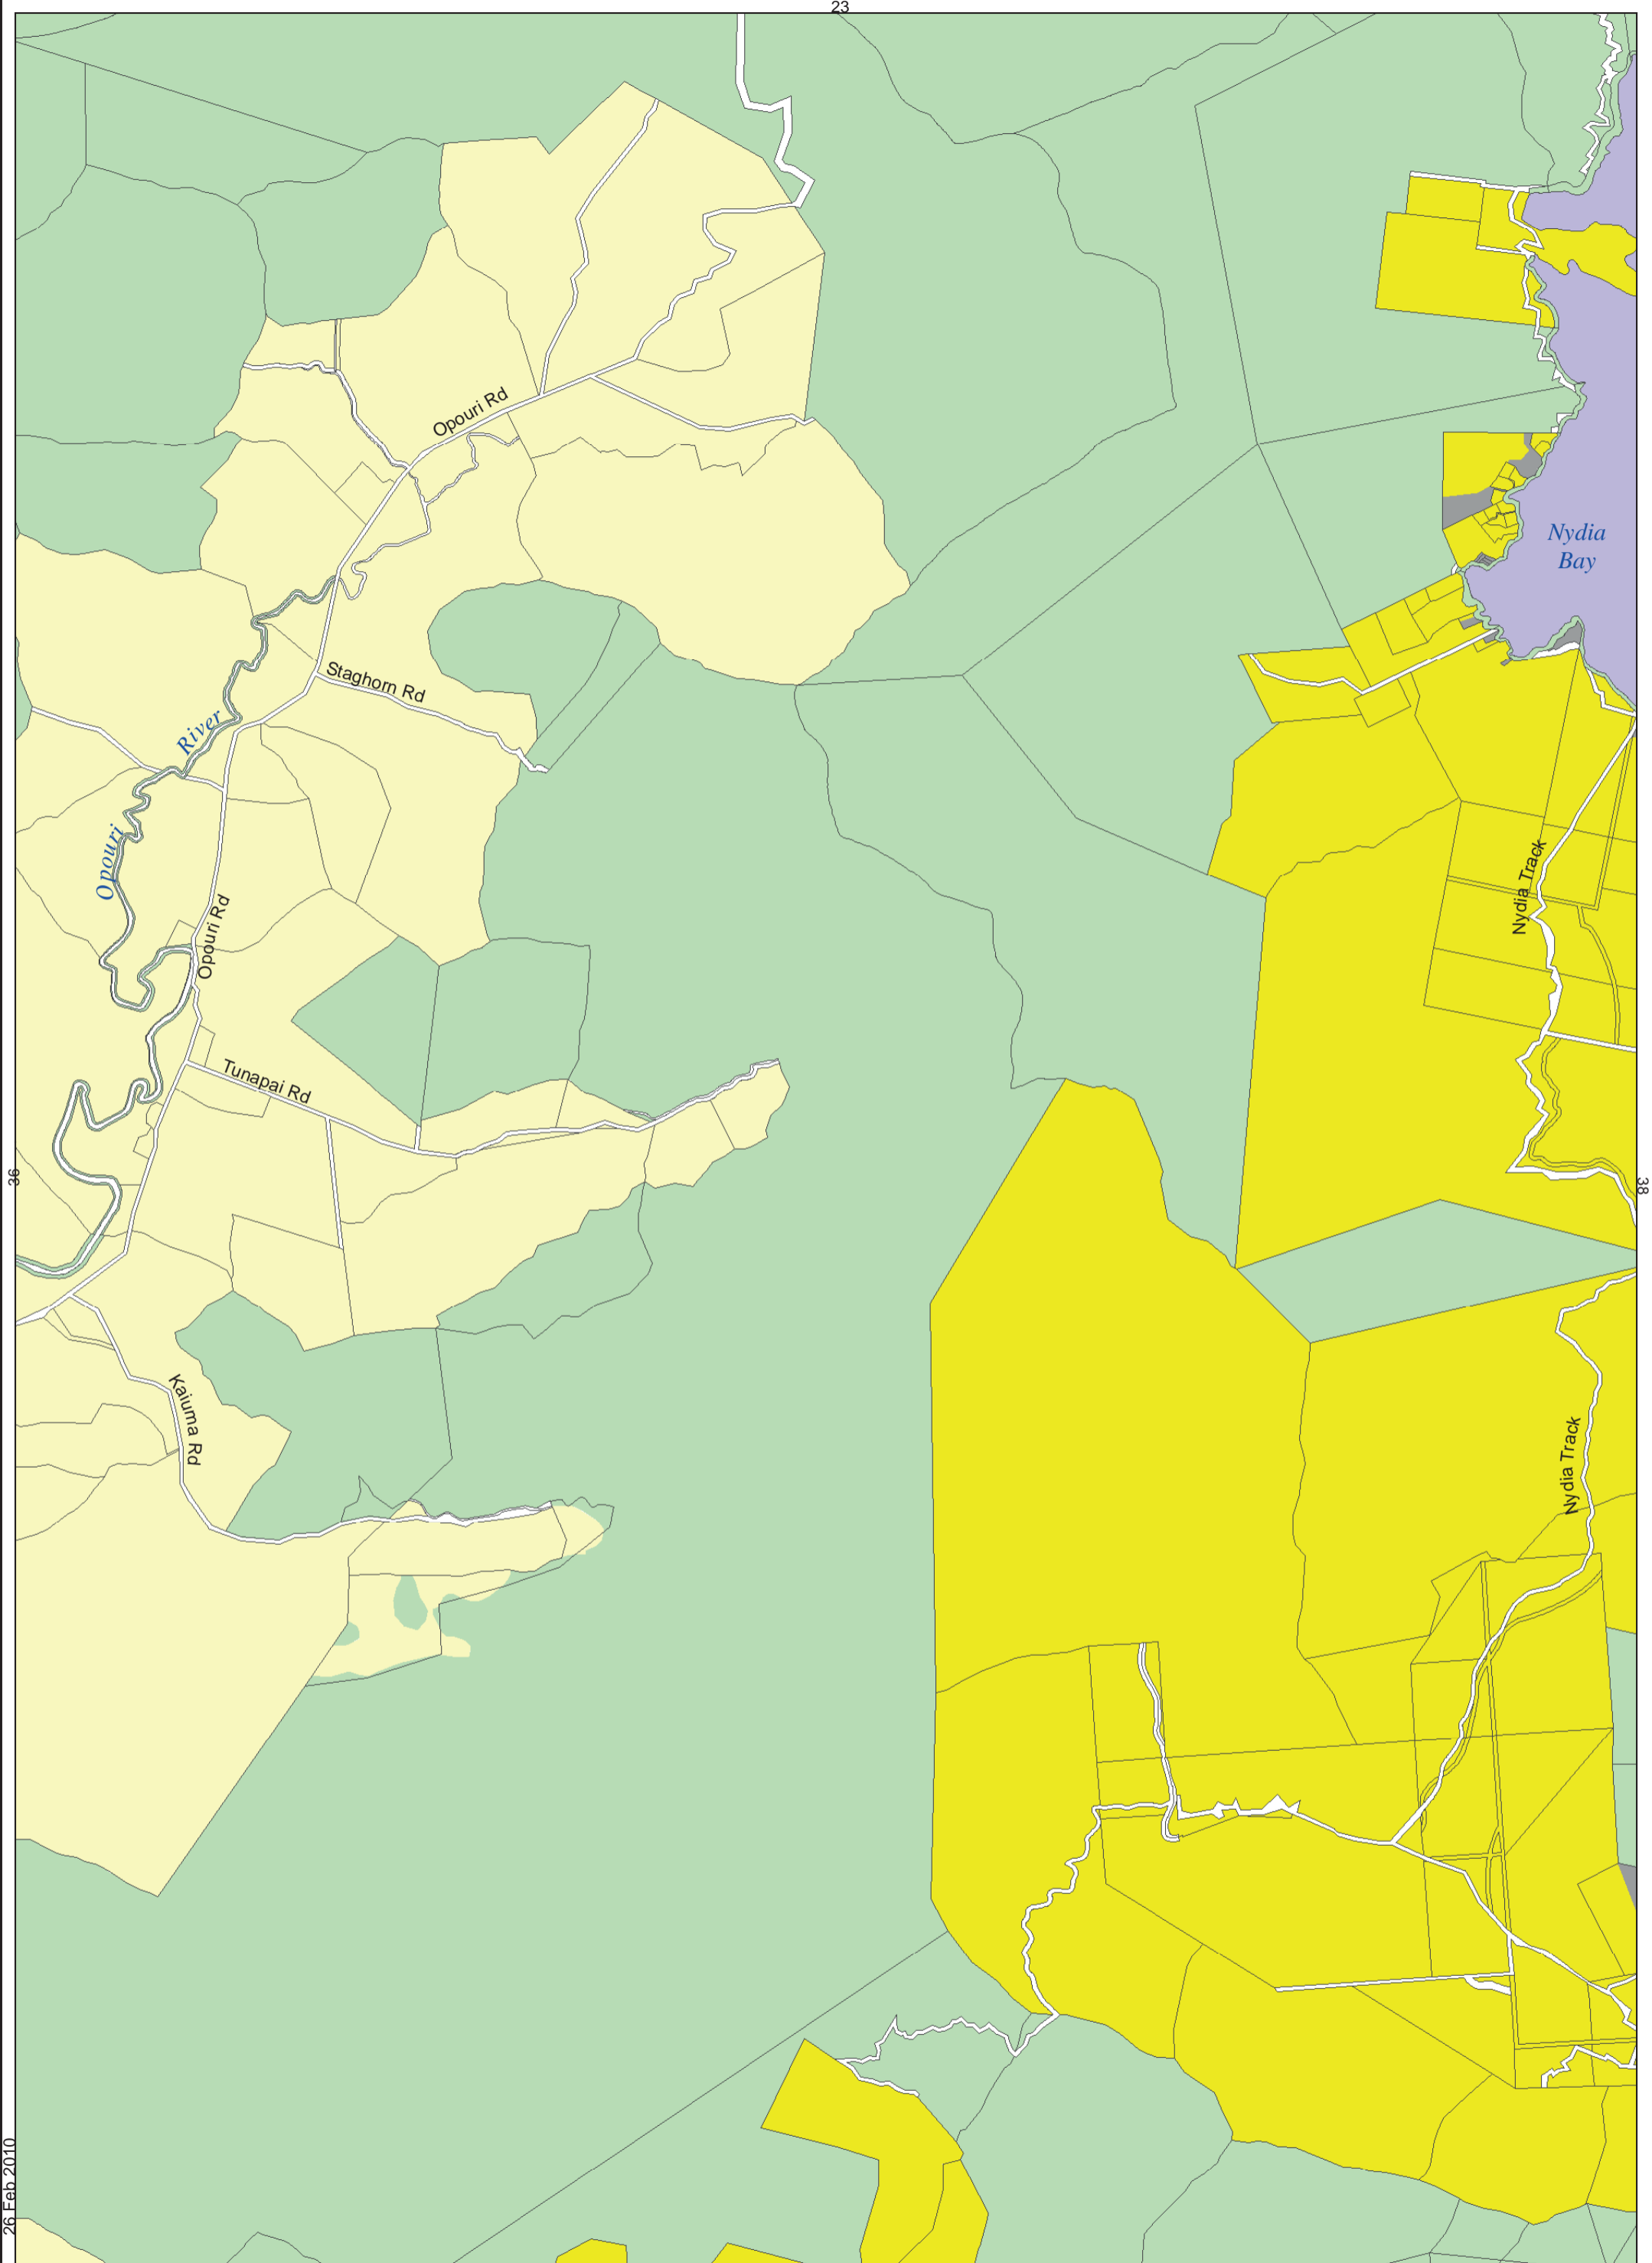 23
Opouri Rd
Nydia
Bay
Staghorn Rd
Opouri River
Nydia Track
Opouri Rd
Tunapai Rd
36
38
Kaiuma Rd
Nydia Track
26 Feb 2010